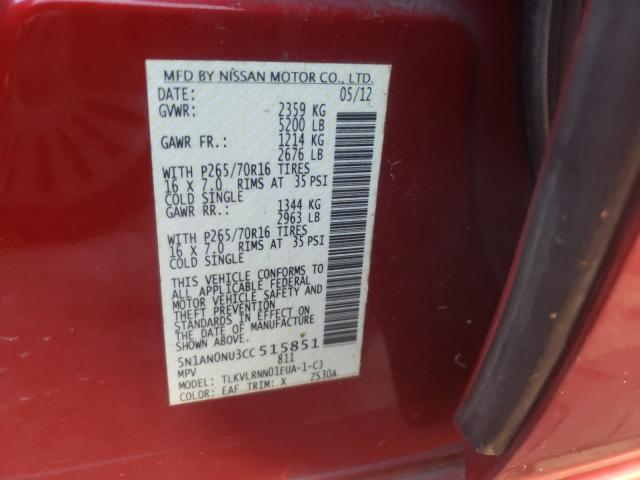 MFD BY NISSAN MOTOR CO., LTD.
DATE: 05/12
GVWR: 2359 KG
5200 LB
GAWR FR.: 1214 KG
2676 LB
WITH P265/70R16 TIRES
16 X 7.0 RIMS AT 35 PSI
COLD SINGLE
GAWR RR.: 1344 KG
2963 LB
WITH P265/70R16 TIRES
16 X 7.0 RIMS AT 35 PSI
COLD SINGLE
THIS VEHICLE CONFORMS TO
ALL APPLICABLE FEDERAL
MOTOR VEHICLE SAFETY AND
THEFT PREVENTION
STANDARDS IN EFFECT ON
THE DATE OF MANUFACTURE
SHOWN ABOVE.
5N1AN0NU3CC515851
MPV 811
MODEL: TLKVLRNN01EUA-1-CJ
COLOR: EAF TRIM: X 2S30A